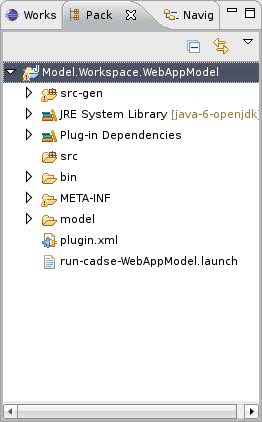 Works Pack Navig
Model.Workspace.WebAppModel
src-gen
JRE System Library [java-6-openjdk]
Plug-in Dependencies
src
bin
META-INF
model
plugin.xml
run-cadse-WebAppModel.launch